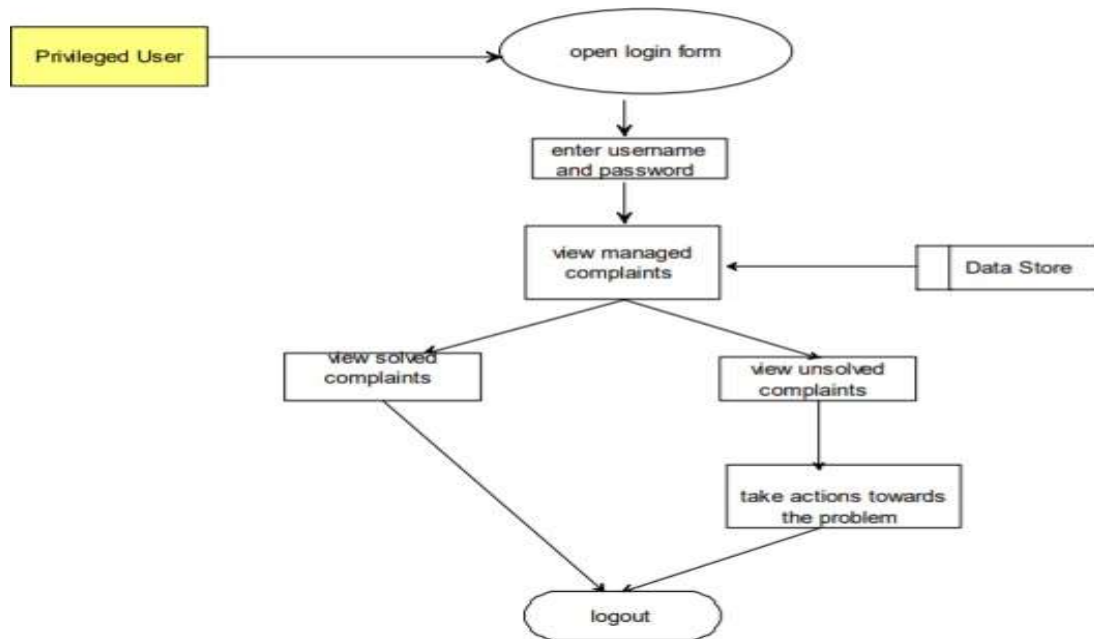 Privileged User
open login form
enter username
and password
view managed
complaints
Data Store
view solved
complaints
view unsolved
complaints
take actions towards
the problem
logout